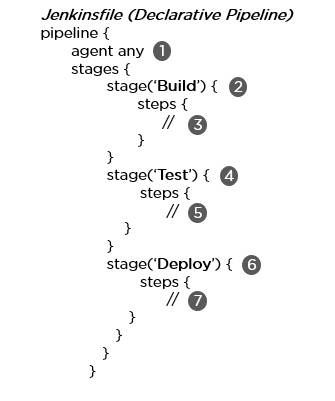 Jenkinsfile (Declarative Pipeline)
pipeline {
agent any 1
stages {
stage(‘Build’) { 2
steps {
// 3
}
}
stage(‘Test’) { 4
steps {
// 5
}
}
stage(‘Deploy’) { 6
steps {
// 7
}
}
}
}